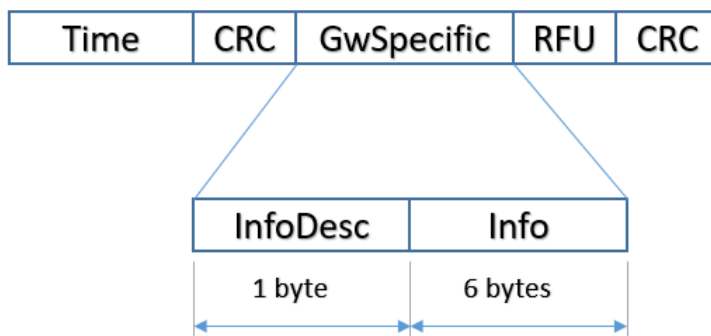 Time CRC GwSpecific RFU CRC
InfoDesc Info
1 byte 6 bytes